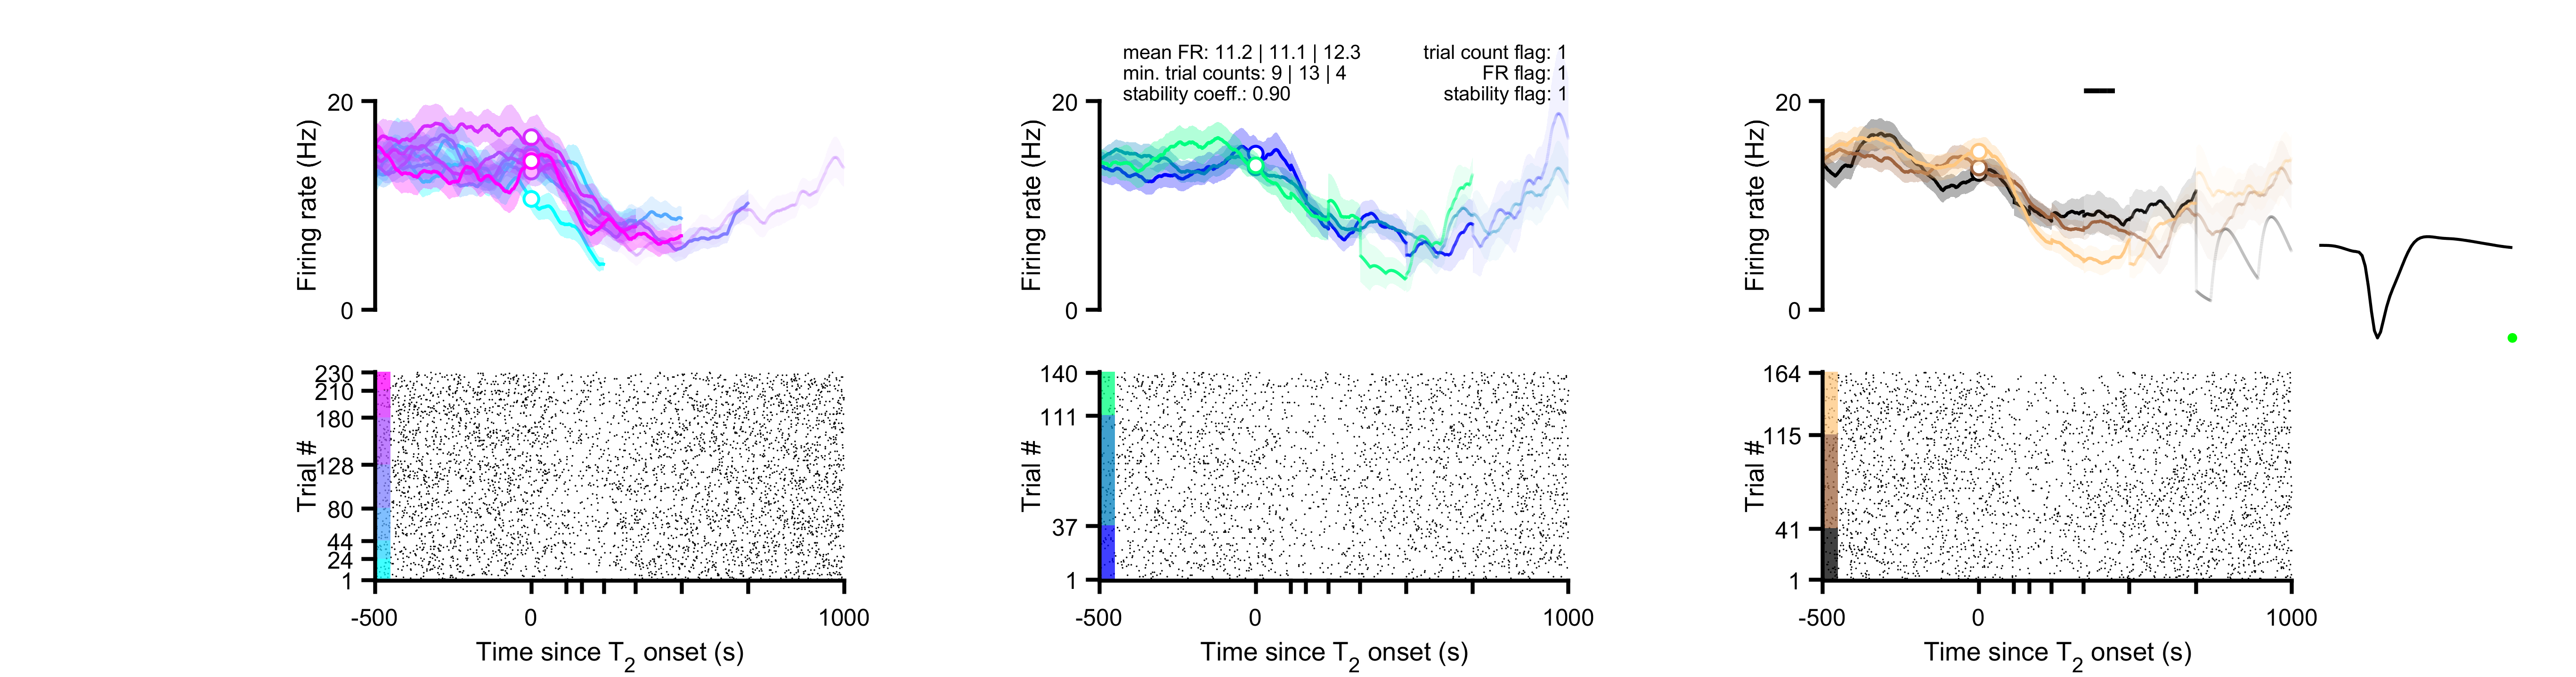 mean FR: 11.2 | 11.1 | 12.3
min. trial counts: 9 | 13 | 4
stability coeff.: 0.90
trial count flag: 1
FR flag: 1
stability flag: 1
20
Firing rate (Hz)
0
20
Firing rate (Hz)
0
20
Firing rate (Hz)
0
230
210
180
128
80
44
24
1
Trial #
-500
0
1000
Time since T2 onset (s)
140
111
37
1
Trial #
-500
0
1000
Time since T2 onset (s)
164
115
41
1
Trial #
-500
0
1000
Time since T2 onset (s)